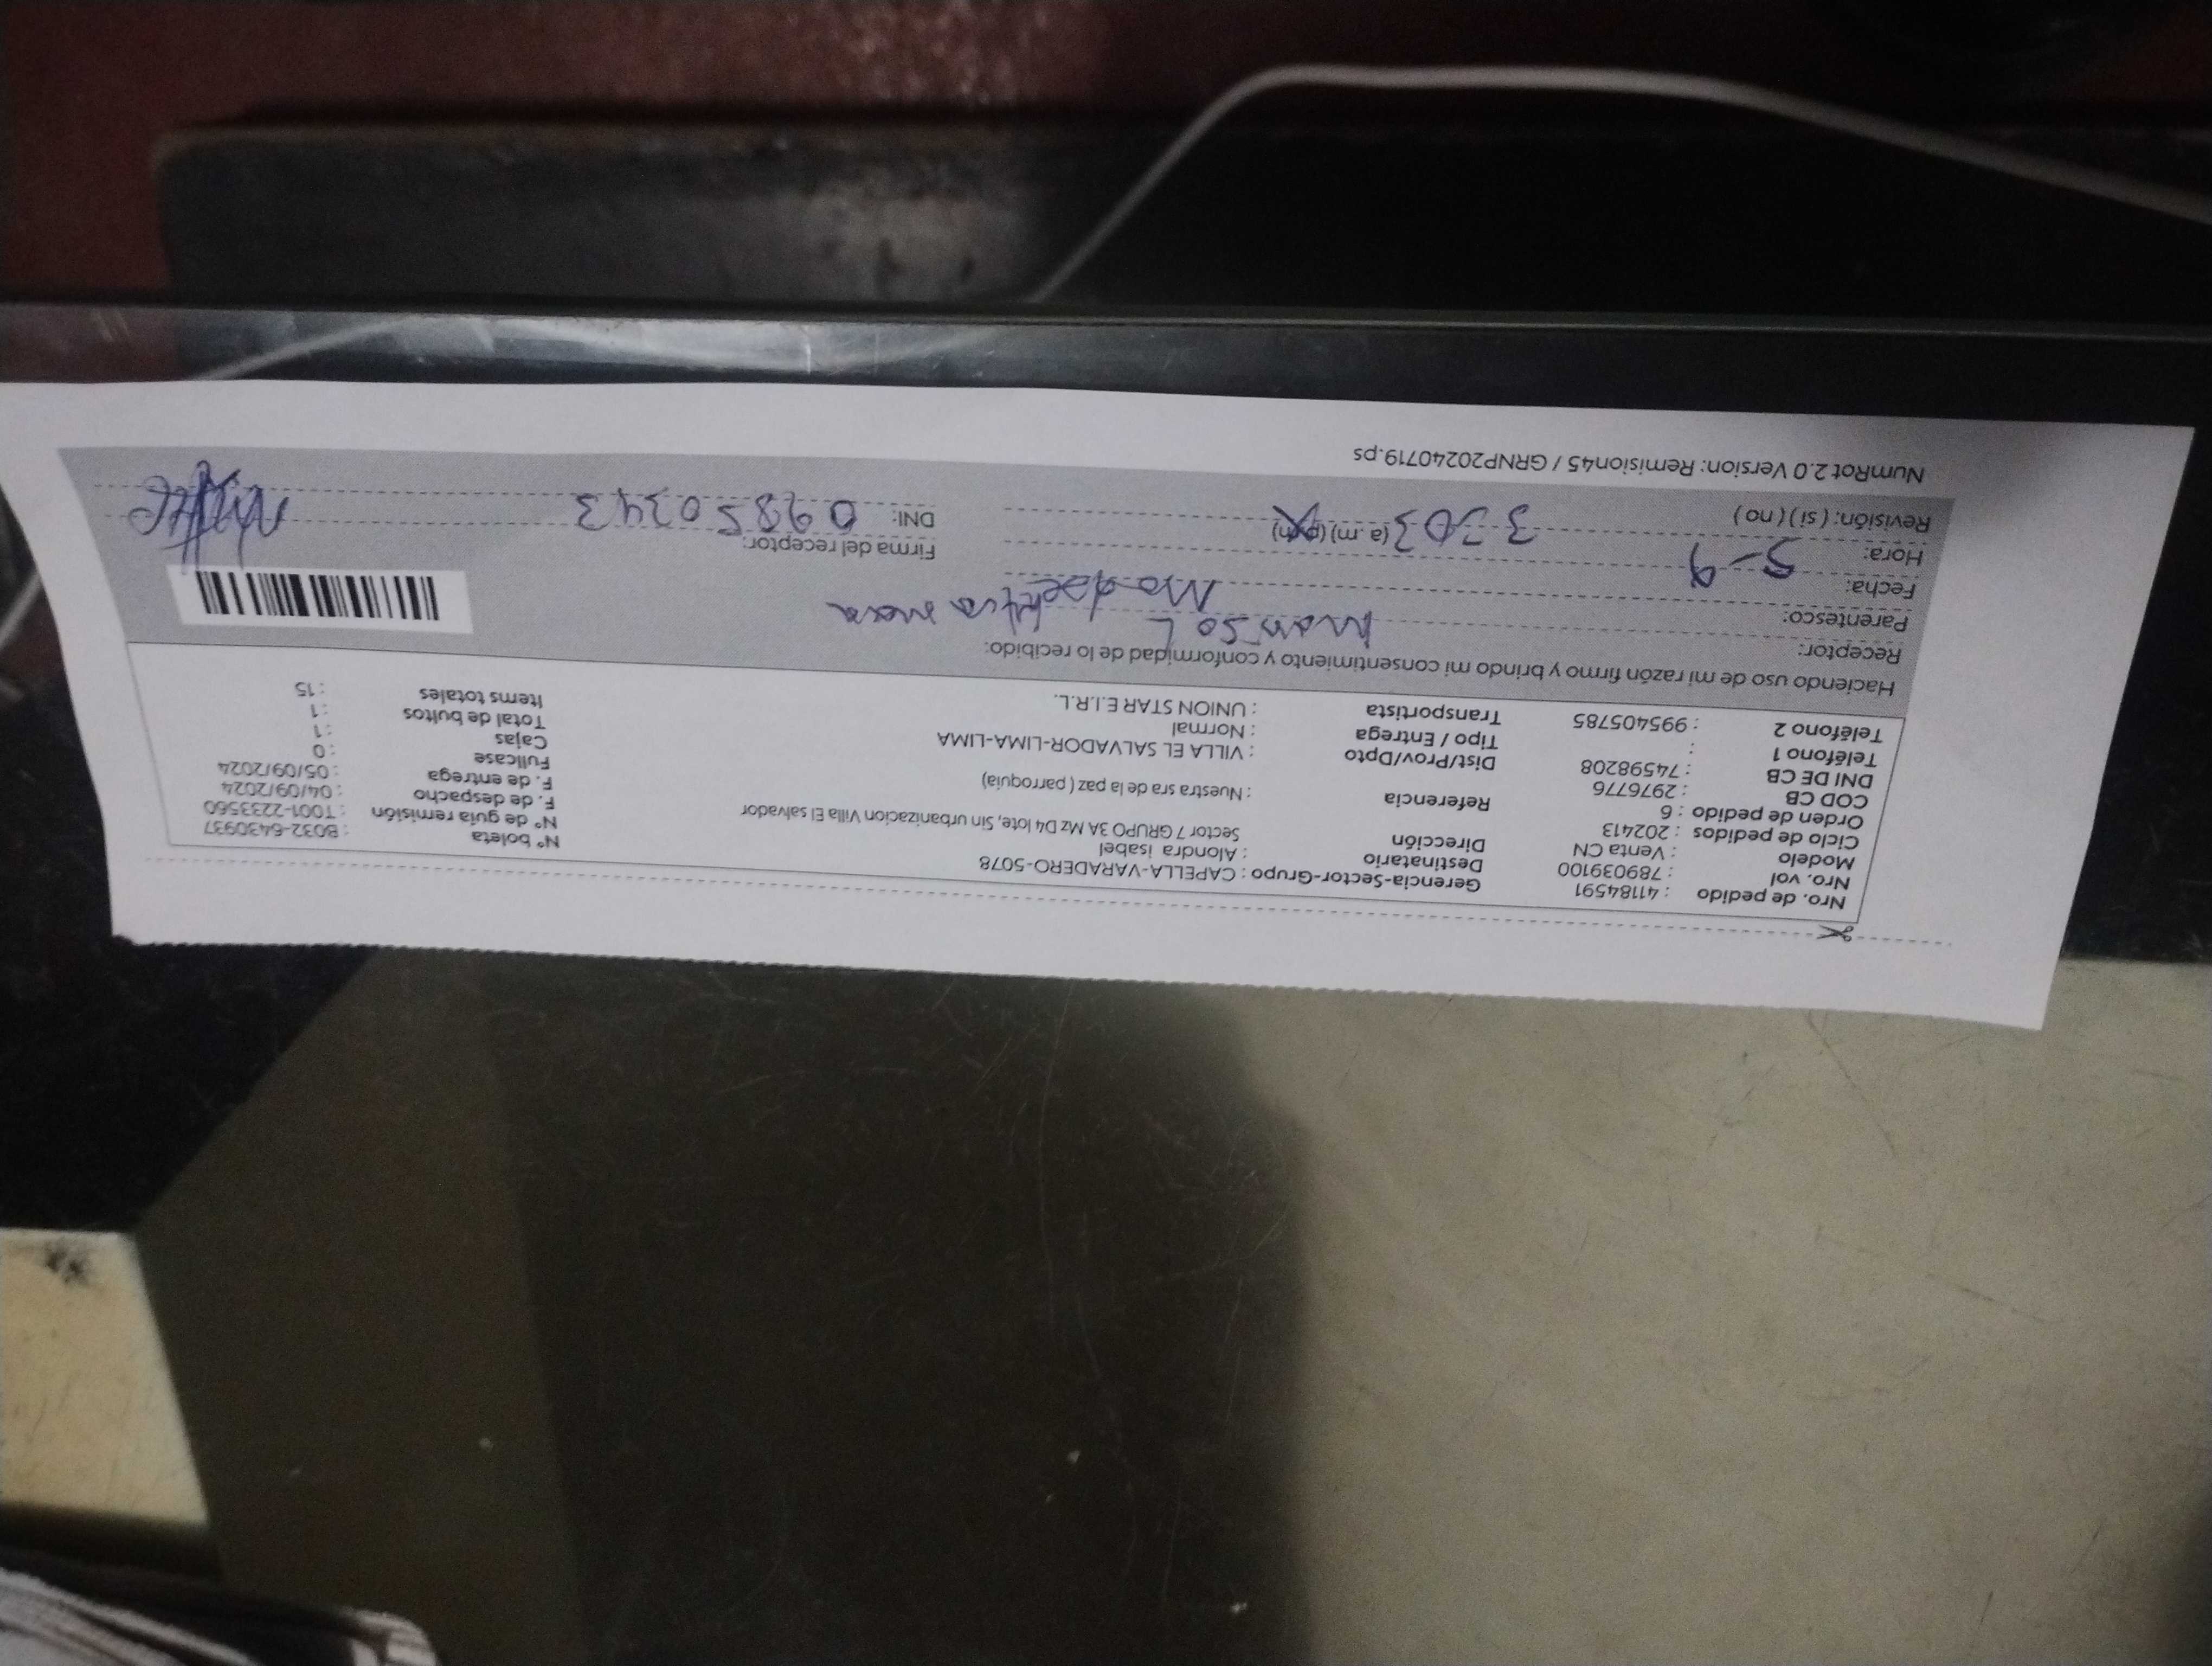 Nro. de pedido : 41184591
Nro. vol : 789039100
Modelo : Venta CN
Ciclo de pedidos : 202413
Orden de pedido : 6
COD CB : 2976776
DNI DE CB : 74598208
Teléfono 1 :
Teléfono 2 : 995405785
Gerencia-Sector-Grupo : CAPELLA-VARADERO-5078
Destinatario : Alondra isabel
Dirección Sector 7 GRUPO 3A Mz D4 lote, Sin urbanizacion Villa El salvador
Referencia : Nuestra sra de la paz ( parroquia)
Dist/Prov/Dpto : VILLA EL SALVADOR-LIMA-LIMA
Tipo / Entrega : Normal
Transportista : UNION STAR E.I.R.L.
N° boleta : B032-6430937
N° de guía remisión : T001-2233560
F. de despacho : 04/09/2024
F. de entrega : 05/09/2024
Fullcase : 0
Cajas : 1
Total de bultos : 1
Items totales : 15
Haciendo uso de mi razón firmo y brindo mi consentimiento y conformidad de lo recibido:
Receptor:
Parentesco:
Fecha: 5-9
Hora: (a.m) (p.m)
Revisión: ( si ) ( no )
Firma del receptor:
DNI: 09850343
NumRot 2.0 Version: Remision45 / GRNP20240719.ps